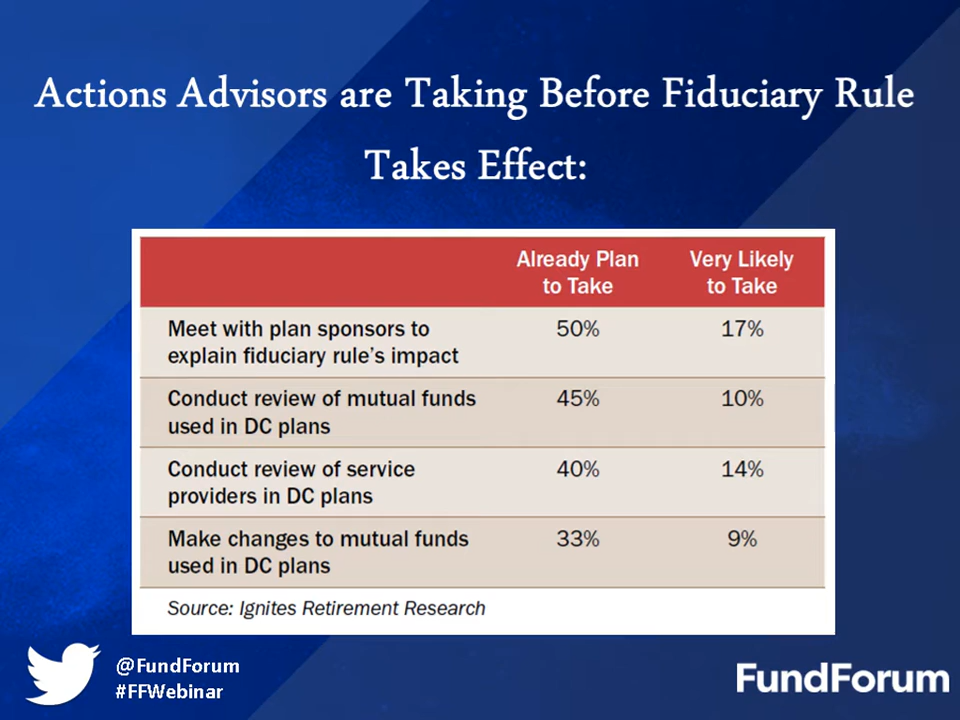 Actions Advisors are Taking Before Fiduciary Rule
Takes Effect:
Already Plan
to Take
Very Likely
to Take
Meet with plan sponsors to
explain fiduciary rule's impact
50%
17%
Conduct review of mutual funds
used in DC plans
45%
10%
Conduct review of service
providers in DC plans
40%
14%
Make changes to mutual funds
used in DC plans
33%
9%
Source: Ignites Retirement Research
@FundForum
#FFWebinar
FundForum